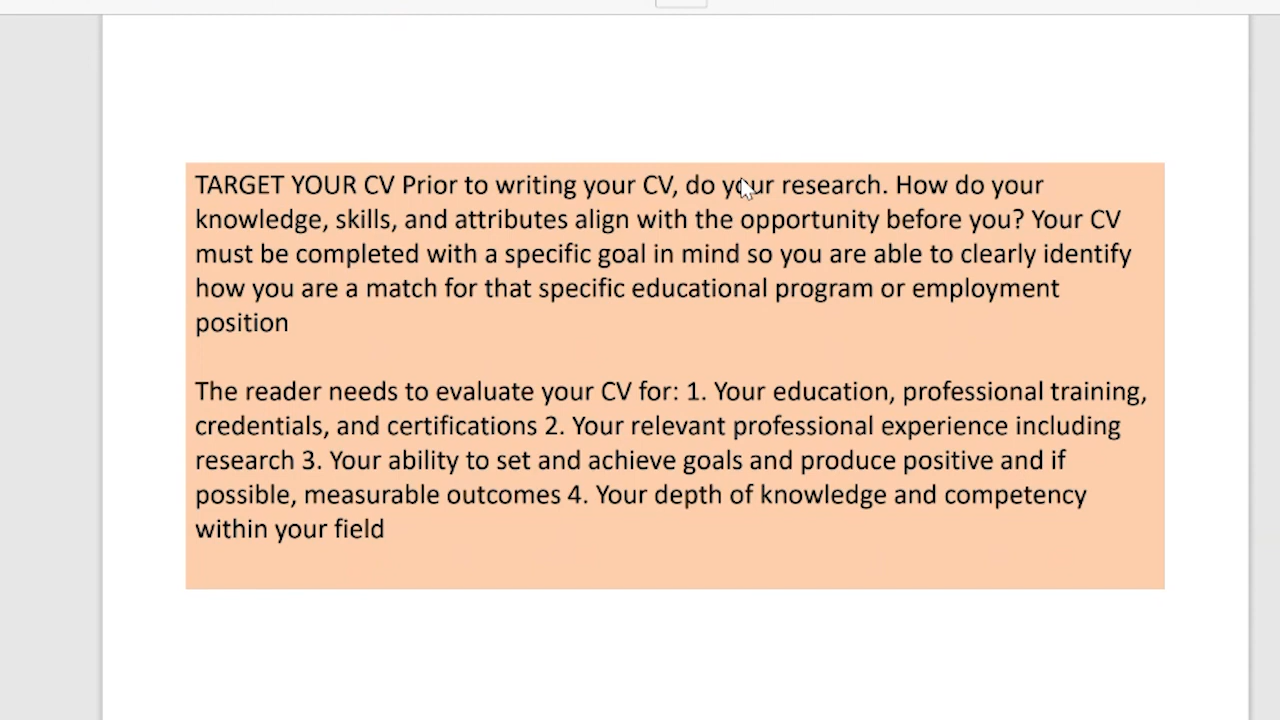 TARGET YOUR CV Prior to writing your CV, do your research. How do your
knowledge, skills, and attributes align with the opportunity before you? Your CV
must be completed with a specific goal in mind so you are able to clearly identify
how you are a match for that specific educational program or employment
position
The reader needs to evaluate your CV for: 1. Your education, professional training,
credentials, and certifications 2. Your relevant professional experience including
research 3. Your ability to set and achieve goals and produce positive and if
possible, measurable outcomes 4. Your depth of knowledge and competency
within your field